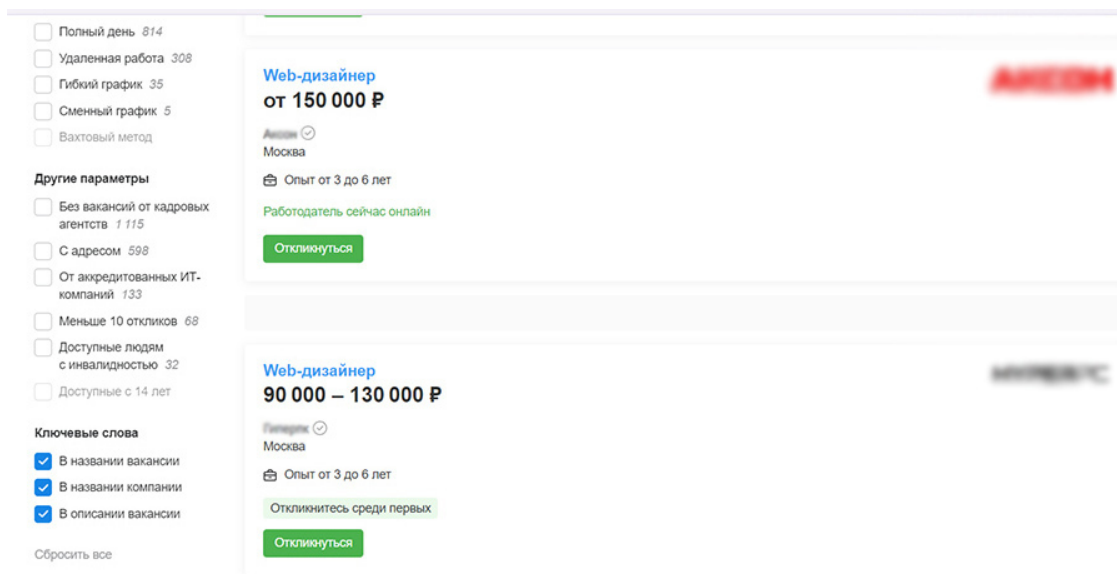 Полный день 814
Удаленная работа 308
Гибкий график 35
Сменный график 5
Вахтовый метод
Другие параметры
Без вакансий от кадровых
агентств 1 115
С адресом 598
От аккредитованных ИТ-
компаний 133
Меньше 10 откликов 68
Доступные людям
с инвалидностью 32
Доступные с 14 лет
Ключевые слова
В названии вакансии
В названии компании
В описании вакансии
Сбросить все
Web-дизайнер
от 150 000 ₽
Москва
Опыт от 3 до 6 лет
Работодатель сейчас онлайн
Откликнуться
Web-дизайнер
90 000 – 130 000 ₽
Москва
Опыт от 3 до 6 лет
Откликнитесь среди первых
Откликнуться